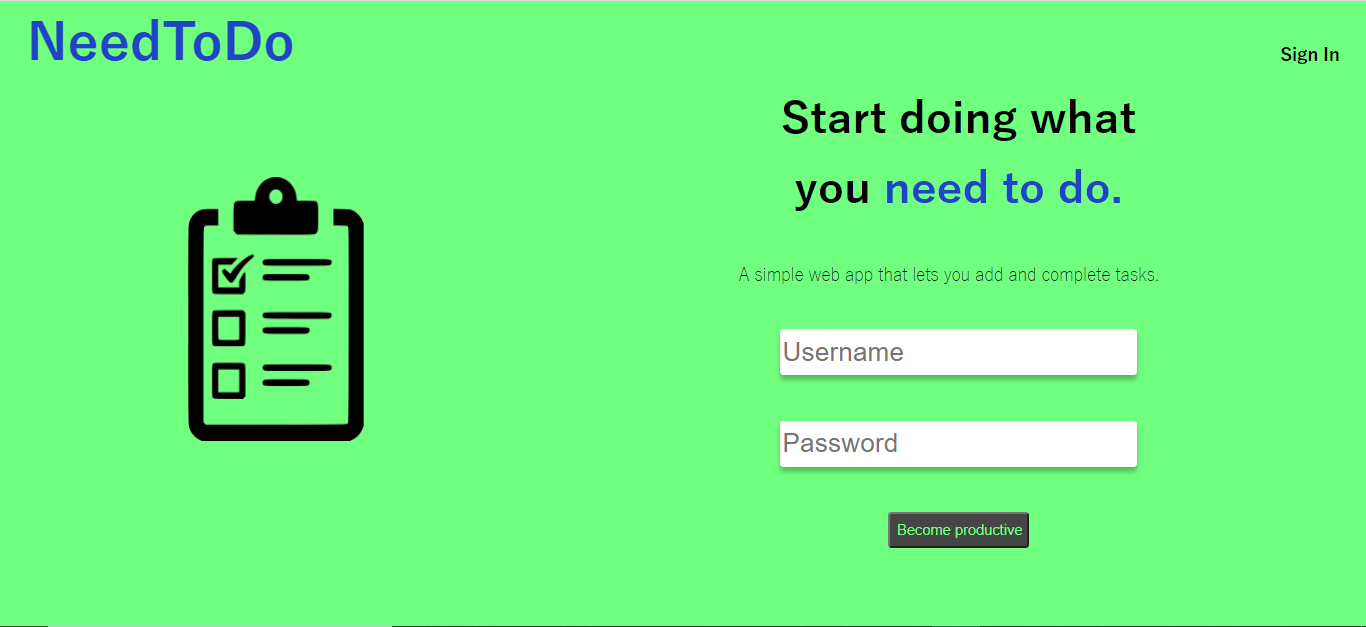 NeedToDo
Sign In
Start doing what
you need to do.
A simple web app that lets you add and complete tasks.
Username
Password
Become productive